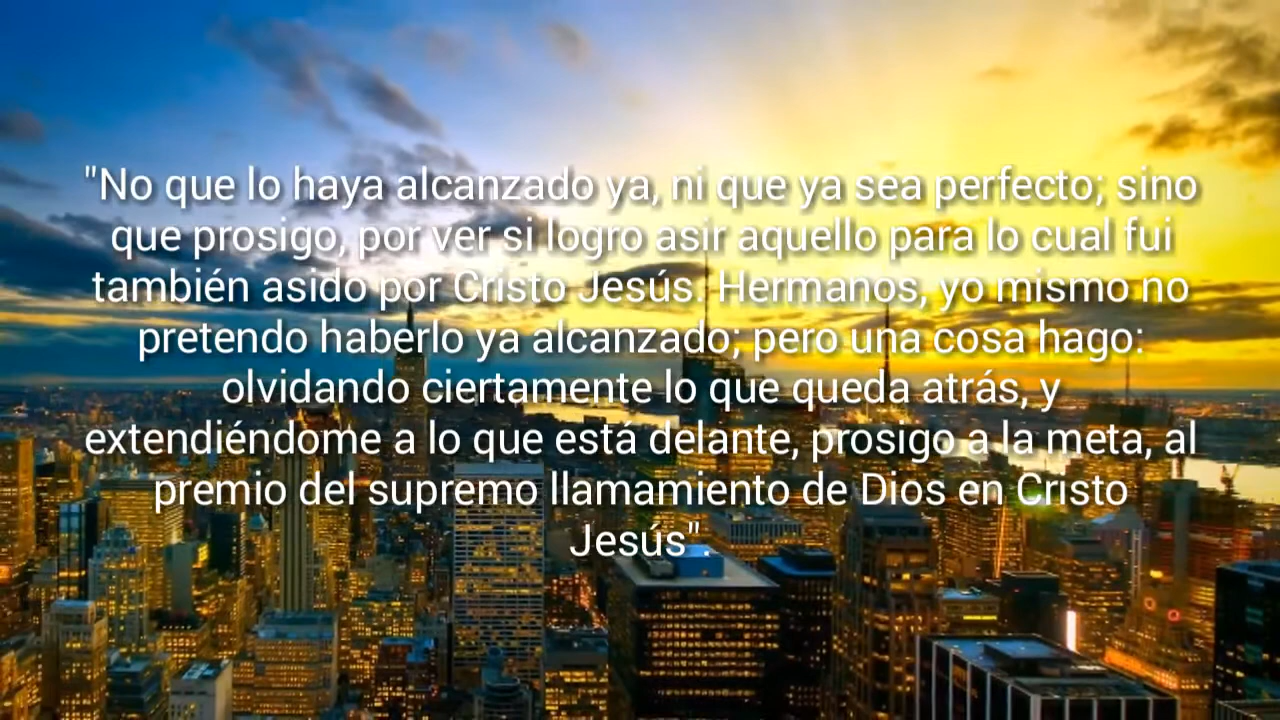 "No que lo haya alcanzado ya, ni que ya sea perfecto; sino
que prosigo, por ver si logro asir aquello para lo cual fui
también asido por Cristo Jesús. Hermanos, yo mismo no
pretendo haberlo ya alcanzado; pero una cosa hago:
olvidando ciertamente lo que queda atrás, y
extendiéndome a lo que está delante, prosigo a la meta, al
premio del supremo llamamiento de Dios en Cristo
Jesús".